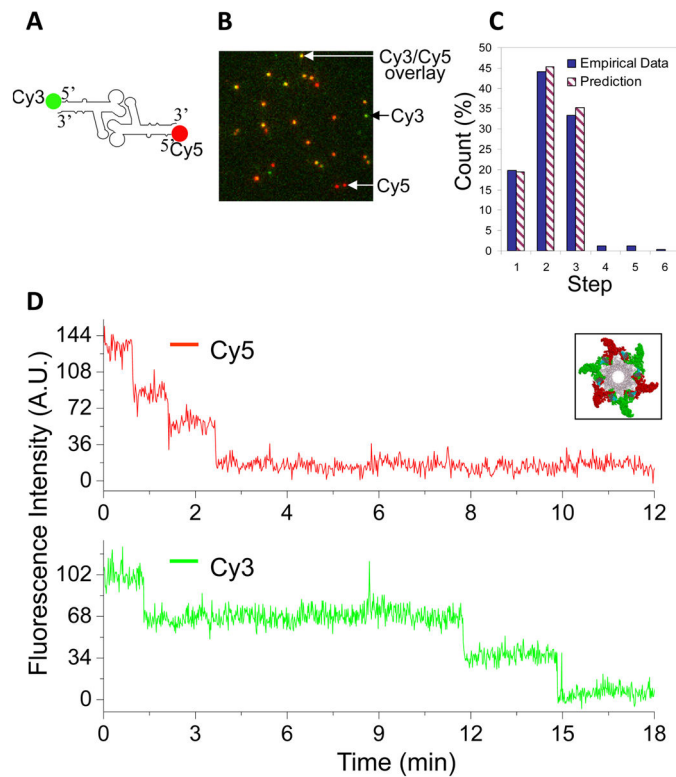 A
Cy3
5'
3'
3'
5'
Cy5
B
Cy3/Cy5
overlay
Cy3
Cy5
C
Count (%)
50
45
40
35
30
25
20
15
10
5
0
Empirical Data
Prediction
1 2 3 4 5 6
Step
D
Fluorescence Intensity (A.U.)
144
108
72
36
0
Cy5
0 2 4 6 8 10 12
102
68
34
0
Cy3
0 3 6 9 12 15 18
Time (min)